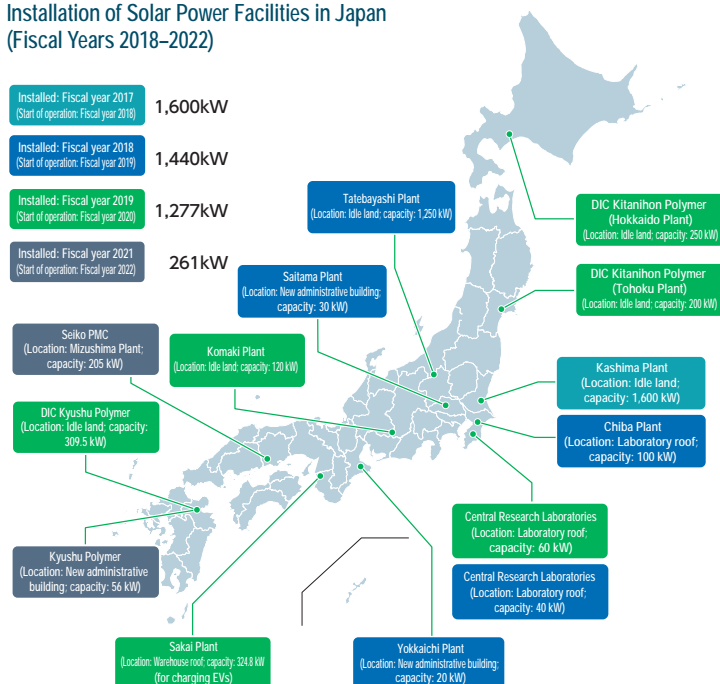 Installation of Solar Power Facilities in Japan
(Fiscal Years 2018–2022)
Installed: Fiscal year 2017
(Start of operation: Fiscal year 2018)
1,600kW
Installed: Fiscal year 2018
(Start of operation: Fiscal year 2019)
1,440kW
Installed: Fiscal year 2019
(Start of operation: Fiscal year 2020)
1,277kW
Installed: Fiscal year 2021
(Start of operation: Fiscal year 2022)
261kW
Tatebayashi Plant
(Location: Idle land; capacity: 1,250 kW)
DIC Kitanihon Polymer
(Hokkaido Plant)
(Location: Idle land; capacity: 250 kW)
Saitama Plant
(Location: New administrative building;
capacity: 30 kW)
DIC Kitanihon Polymer
(Tohoku Plant)
(Location: Idle land; capacity: 200 kW)
Seiko PMC
(Location: Mizushima Plant;
capacity: 205 kW)
Komaki Plant
(Location: Idle land; capacity: 120 kW)
Kashima Plant
(Location: Idle land;
capacity: 1,600 kW)
DIC Kyushu Polymer
(Location: Idle land; capacity:
309.5 kW)
Chiba Plant
(Location: Laboratory roof;
capacity: 100 kW)
Central Research Laboratories
(Location: Laboratory roof;
capacity: 60 kW)
Kyushu Polymer
(Location: New administrative
building; capacity: 56 kW)
Central Research Laboratories
(Location: Laboratory roof;
capacity: 40 kW)
Sakai Plant
(Location: Warehouse roof; capacity: 324.8 kW
(for charging EVs)
Yokkaichi Plant
(Location: New administrative building;
capacity: 20 kW)